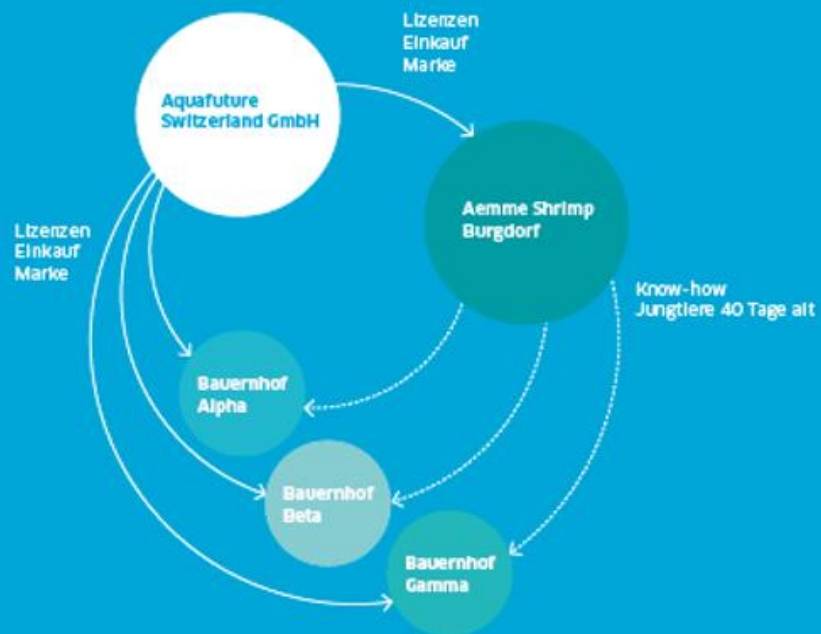 Lizenzen
Einkauf
Marke
Aquafuture
Switzerland GmbH
Aemme Shrimp
Burgdorf
Lizenzen
Einkauf
Marke
Know-how
Jungtiere 40 Tage alt
Bauernhof
Alpha
Bauernhof
Beta
Bauernhof
Gamma